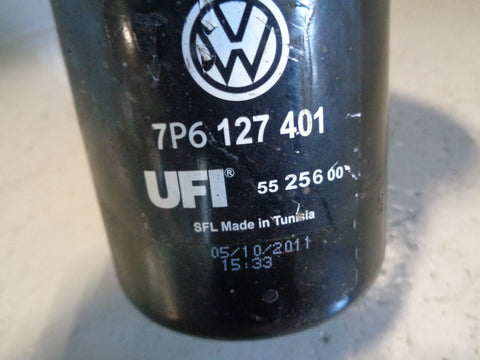 7P6 127 401
UFI® 55 256 00
SFL Made in Tunisia
05/10/2011
15:33